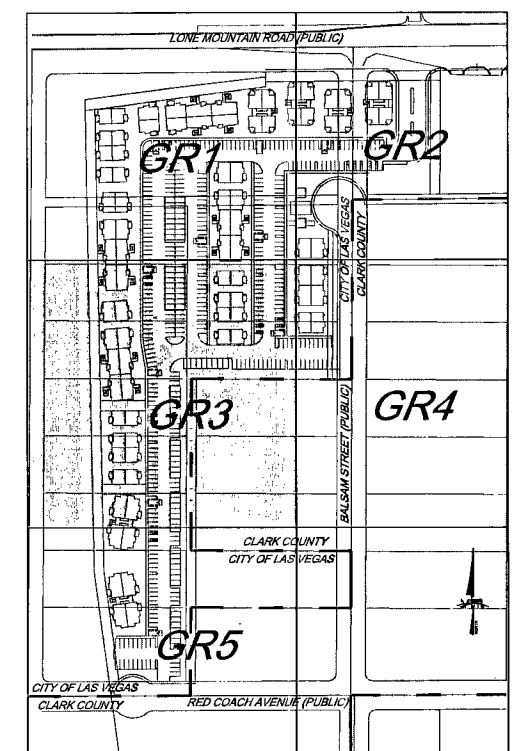 LONE MOUNTAIN ROAD (PUBLIC)
GR1
GR2
CITY OF LAS VEGAS
CLARK COUNTY
GR3
GR4
BALSAM STREET (PUBLIC)
CLARK COUNTY
CITY OF LAS VEGAS
GR5
CITY OF LAS VEGAS
CLARK COUNTY
RED COACH AVENUE (PUBLIC)